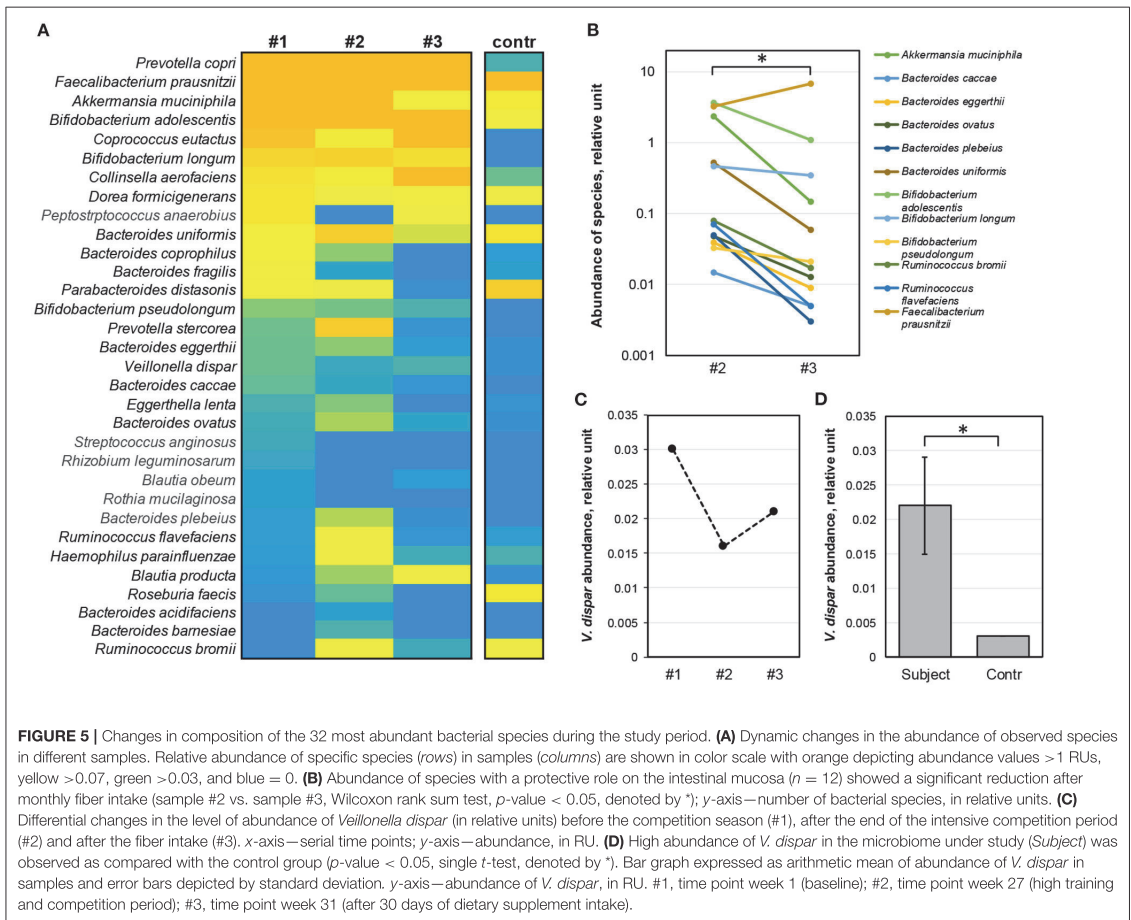 A
#1 #2 #3 contr
Prevotella copri
Faecalibacterium prausnitzii
Akkermansia muciniphila
Bifidobacterium adolescentis
Coprococcus eutactus
Bifidobacterium longum
Collinsella aerofaciens
Dorea formicigenerans
Peptostrptococcus anaerobius
Bacteroides uniformis
Bacteroides coprophilus
Bacteroides fragilis
Parabacteroides distasonis
Bifidobacterium pseudolongum
Prevotella stercorea
Bacteroides eggerthii
Veillonella dispar
Bacteroides caccae
Eggerthella lenta
Bacteroides ovatus
Streptococcus anginosus
Rhizobium leguminosarum
Blautia obeum
Rothia mucilaginosa
Bacteroides plebeius
Ruminococcus flavefaciens
Haemophilus parainfluenzae
Blautia producta
Roseburia faecis
Bacteroides acidifaciens
Bacteroides barnesiae
Ruminococcus bromii
B
Abundance of species, relative unit
10
1
0.1
0.01
0.001
*
#2 #3
Akkermansia muciniphila
Bacteroides caccae
Bacteroides eggerthii
Bacteroides ovatus
Bacteroides plebeius
Bacteroides uniformis
Bifidobacterium
adolescentis
Bifidobacterium longum
Bifidobacterium
pseudolongum
Ruminococcus bromii
Ruminococcus
flavefaciens
Faecalibacterium
prausnitzii
C
V. dispar abundance, relative unit
0.035
0.03
0.025
0.02
0.015
0.01
0.005
0
#1 #2 #3
D
V. dispar abundance, relative unit
0.035
0.03
0.025
0.02
0.015
0.01
0.005
0
*
Subject Contr
FIGURE 5 | Changes in composition of the 32 most abundant bacterial species during the study period. (A) Dynamic changes in the abundance of observed species
in different samples. Relative abundance of specific species (rows) in samples (columns) are shown in color scale with orange depicting abundance values >1 RUs,
yellow >0.07, green >0.03, and blue = 0. (B) Abundance of species with a protective role on the intestinal mucosa (n = 12) showed a significant reduction after
monthly fiber intake (sample #2 vs. sample #3, Wilcoxon rank sum test, p-value < 0.05, denoted by *); y-axis—number of bacterial species, in relative units. (C)
Differential changes in the level of abundance of Veillonella dispar (in relative units) before the competition season (#1), after the end of the intensive competition period
(#2) and after the fiber intake (#3). x-axis—serial time points; y-axis—abundance, in RU. (D) High abundance of V. dispar in the microbiome under study (Subject) was
observed as compared with the control group (p-value < 0.05, single t-test, denoted by *). Bar graph expressed as arithmetic mean of abundance of V. dispar in
samples and error bars depicted by standard deviation. y-axis—abundance of V. dispar, in RU. #1, time point week 1 (baseline); #2, time point week 27 (high training
and competition period); #3, time point week 31 (after 30 days of dietary supplement intake).